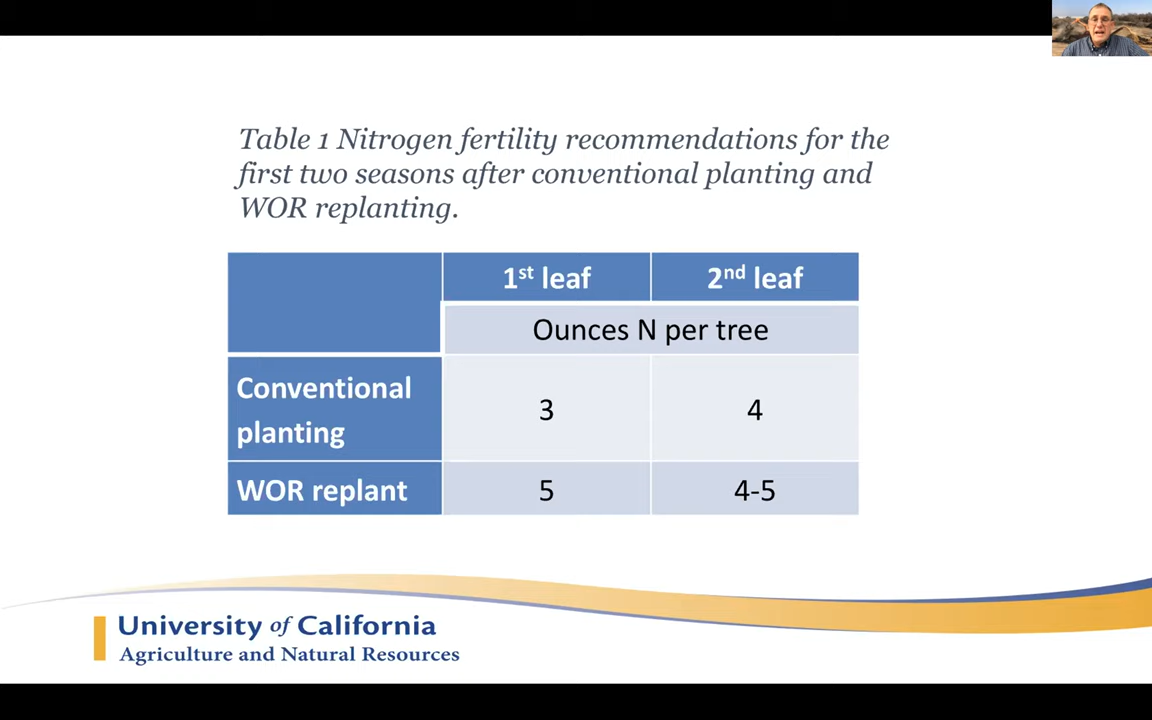 Table 1 Nitrogen fertility recommendations for the
first two seasons after conventional planting and
WOR replanting.
1st leaf 2nd leaf
Ounces N per tree
Conventional
planting
3 4
WOR replant 5 4-5
University of California
Agriculture and Natural Resources